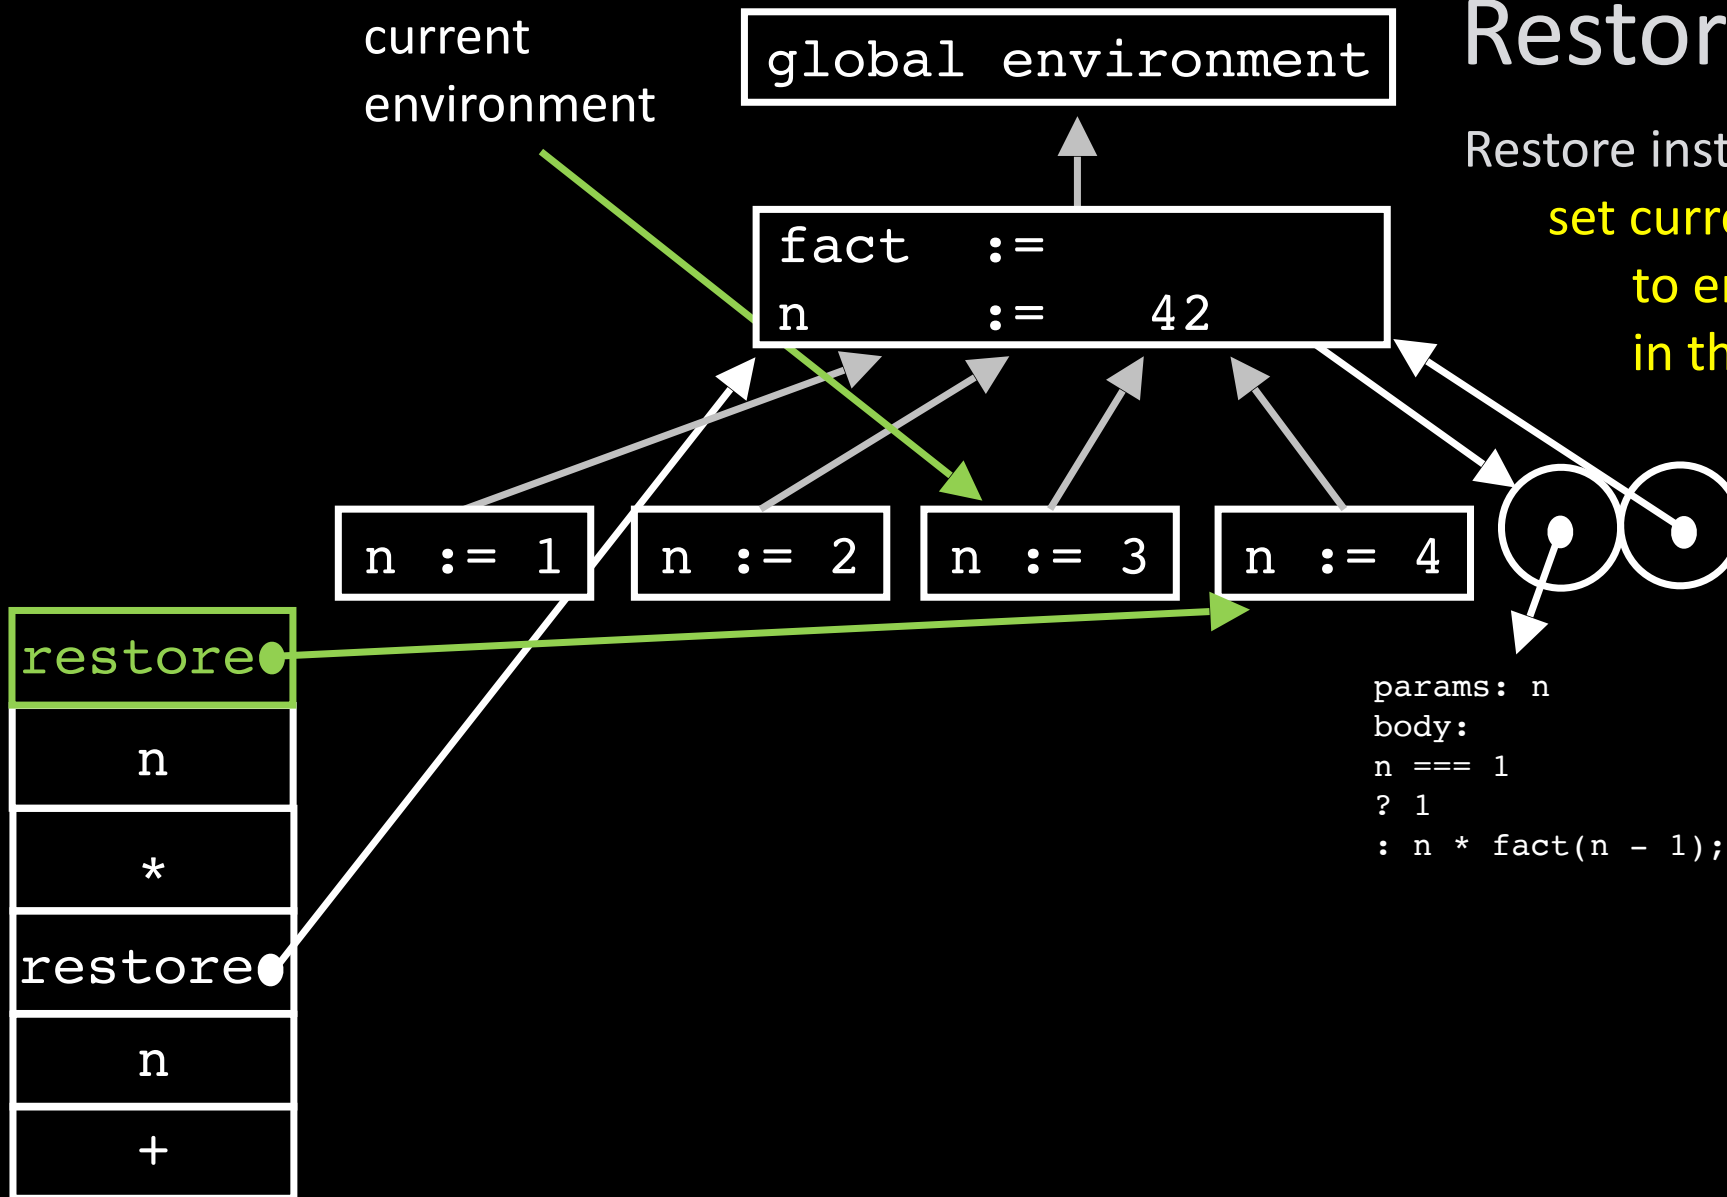 current
environment
global environment
Restor
Restore inst
set curre
to er
in th
fact :=
n := 42
n := 1
n := 2
n := 3
n := 4
restore
n
*
restore
n
+
params: n
body:
n === 1
? 1
: n * fact(n - 1);